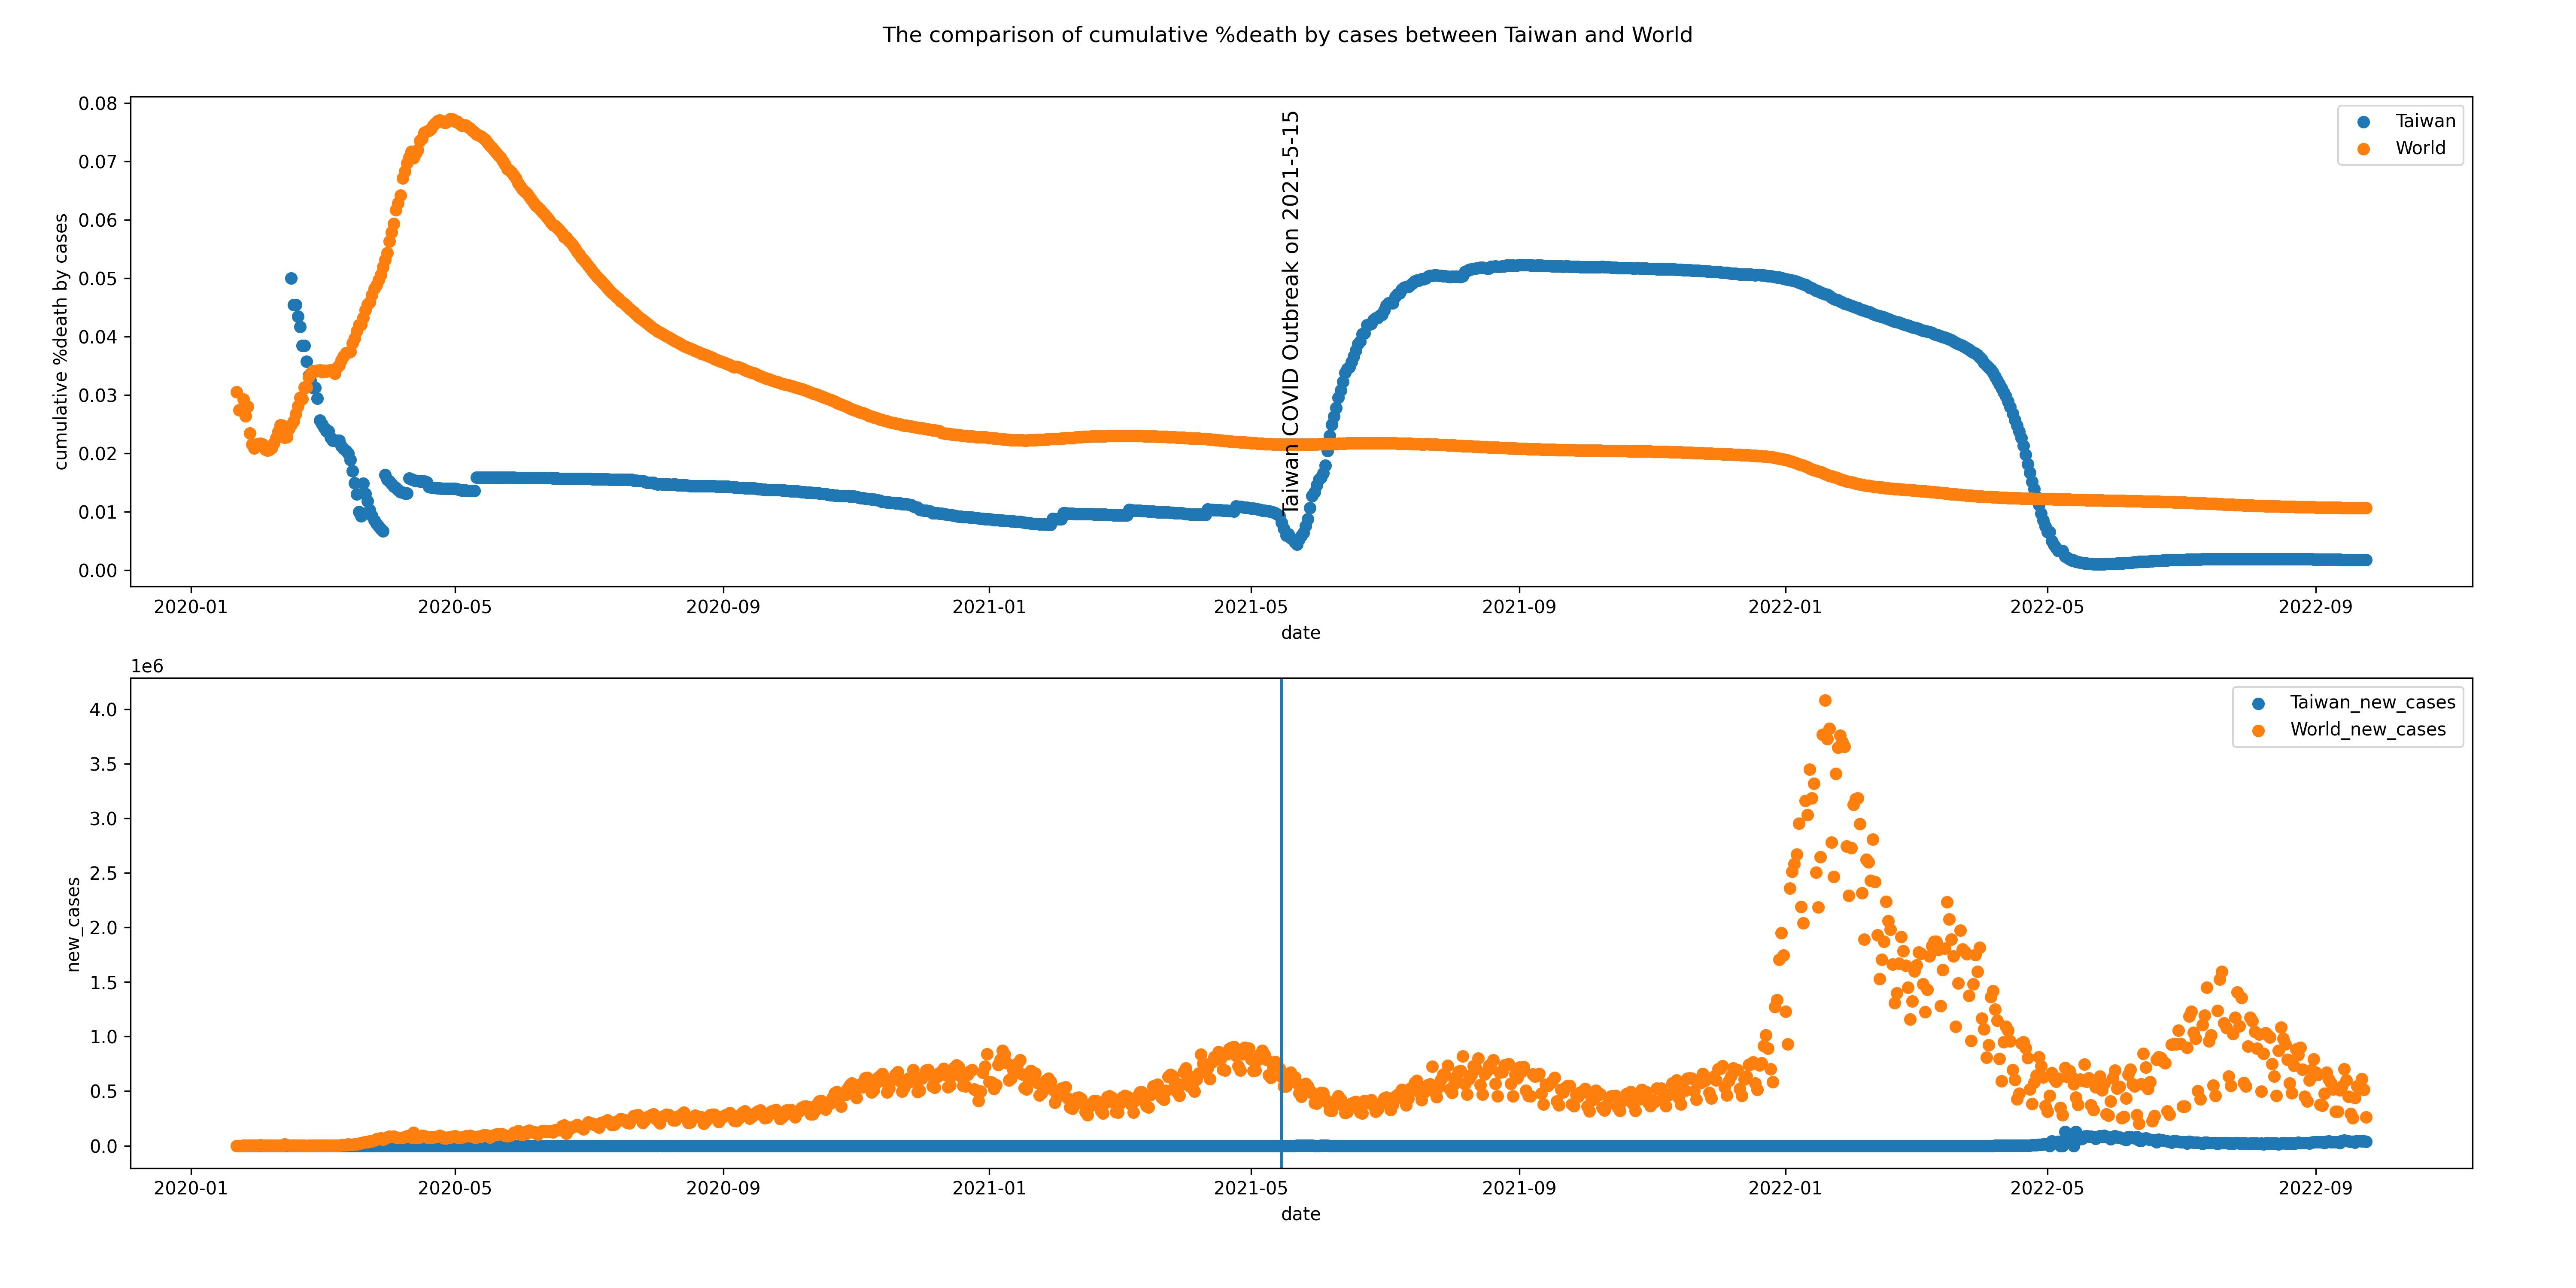 The comparison of cumulative %death by cases between Taiwan and World
0.08
0.07
0.06
0.05
0.04
0.03
0.02
0.01
0.00
cumulative %death by cases
Taiwan COVID Outbreak on 2021-5-15
Taiwan
World
2020-01 2020-05 2020-09 2021-01 2021-05 2021-09 2022-01 2022-05 2022-09
date
1e6
4.0
3.5
3.0
2.5
2.0
1.5
1.0
0.5
0.0
new_cases
Taiwan_new_cases
World_new_cases
2020-01 2020-05 2020-09 2021-01 2021-05 2021-09 2022-01 2022-05 2022-09
date